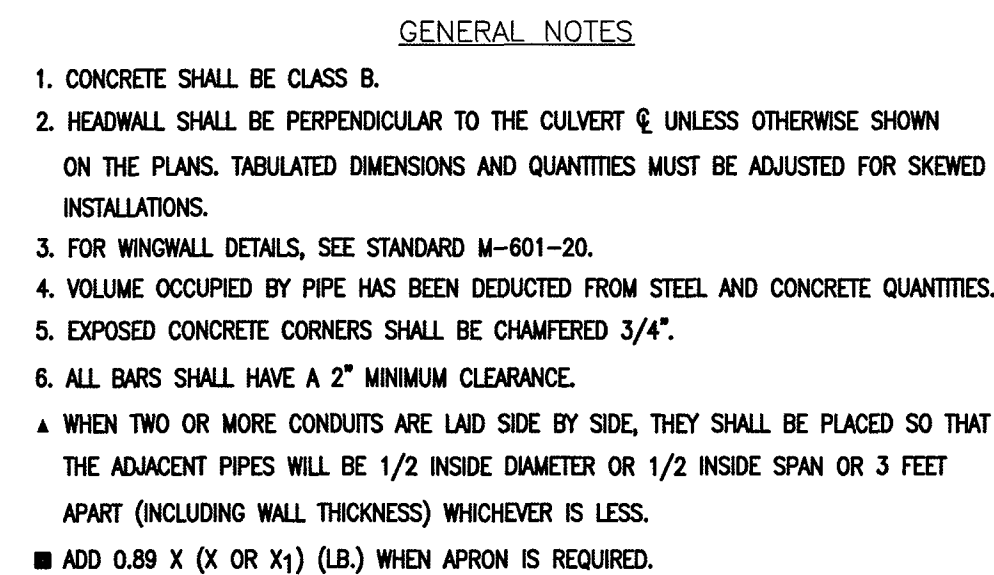 GENERAL NOTES
1. CONCRETE SHALL BE CLASS B.
2. HEADWALL SHALL BE PERPENDICULAR TO THE CULVERT ℄ UNLESS OTHERWISE SHOWN
ON THE PLANS. TABULATED DIMENSIONS AND QUANTITIES MUST BE ADJUSTED FOR SKEWED
INSTALLATIONS.
3. FOR WINGWALL DETAILS, SEE STANDARD M-601-20.
4. VOLUME OCCUPIED BY PIPE HAS BEEN DEDUCTED FROM STEEL AND CONCRETE QUANTITIES.
5. EXPOSED CONCRETE CORNERS SHALL BE CHAMFERED 3/4".
6. ALL BARS SHALL HAVE A 2" MINIMUM CLEARANCE.
▲ WHEN TWO OR MORE CONDUITS ARE LAID SIDE BY SIDE, THEY SHALL BE PLACED SO THAT
THE ADJACENT PIPES WILL BE 1/2 INSIDE DIAMETER OR 1/2 INSIDE SPAN OR 3 FEET
APART (INCLUDING WALL THICKNESS) WHICHEVER IS LESS.
■ ADD 0.89 X (X OR X1) (LB.) WHEN APRON IS REQUIRED.